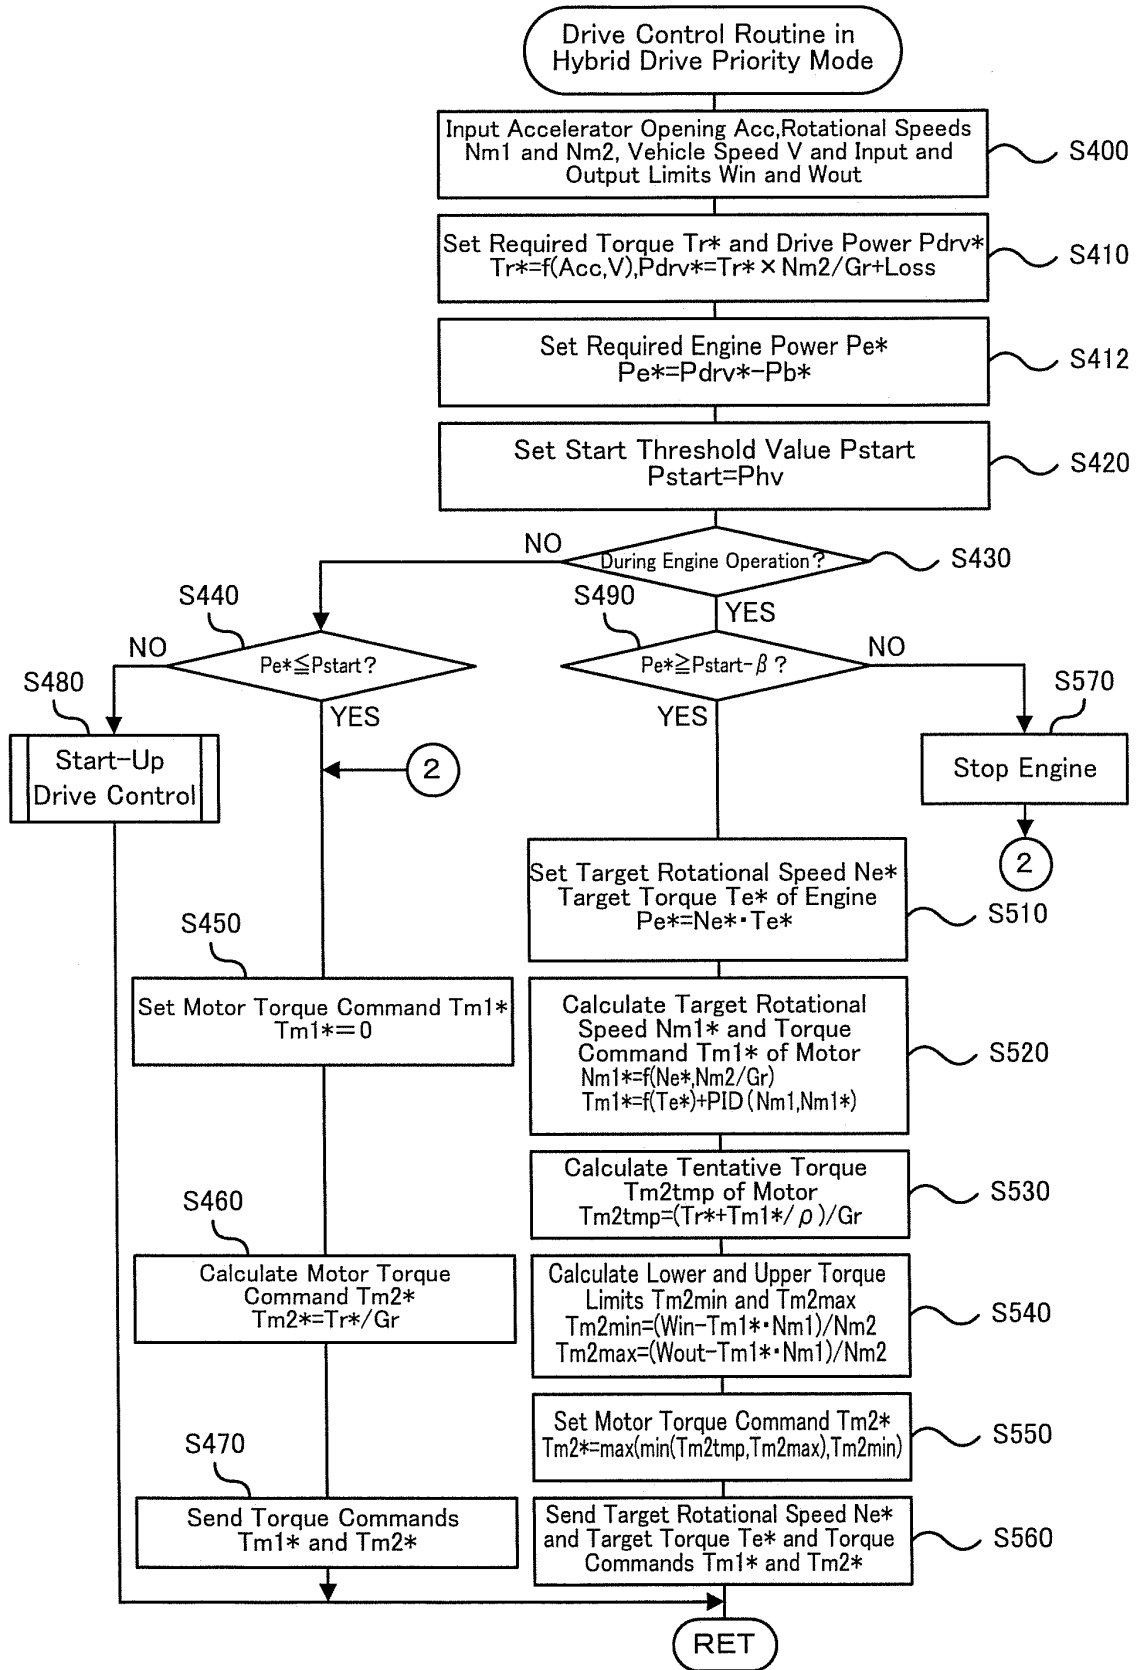 Drive Control Routine in
Hybrid Drive Priority Mode
Input Accelerator Opening Acc,Rotational Speeds
Nm1 and Nm2, Vehicle Speed V and Input and
Output Limits Win and Wout
S400
Set Required Torque Tr* and Drive Power Pdrv*
Tr*=f(Acc,V),Pdrv*=Tr*×Nm2/Gr+Loss
S410
Set Required Engine Power Pe*
Pe*=Pdrv*-Pb*
S412
Set Start Threshold Value Pstart
Pstart=Phv
S420
NO
During Engine Operation?
S430
YES
S440
NO
Pe*≦Pstart?
YES
S490
Pe*≧Pstart-β?
NO
YES
S480
Start-Up
Drive Control
2
S570
Stop Engine
2
Set Target Rotational Speed Ne*
Target Torque Te* of Engine
Pe*=Ne*・Te*
S510
S450
Set Motor Torque Command Tm1*
Tm1*=0
Calculate Target Rotational
Speed Nm1* and Torque
Command Tm1* of Motor
Nm1*=f(Ne*,Nm2/Gr)
Tm1*=f(Te*)+PID(Nm1,Nm1*)
S520
Calculate Tentative Torque
Tm2tmp of Motor
Tm2tmp=(Tr*+Tm1*/ρ)/Gr
S530
S460
Calculate Motor Torque
Command Tm2*
Tm2*=Tr*/Gr
Calculate Lower and Upper Torque
Limits Tm2min and Tm2max
Tm2min=(Win-Tm1*・Nm1)/Nm2
Tm2max=(Wout-Tm1*・Nm1)/Nm2
S540
Set Motor Torque Command Tm2*
Tm2*=max(min(Tm2tmp,Tm2max),Tm2min)
S550
S470
Send Torque Commands
Tm1* and Tm2*
Send Target Rotational Speed Ne*
and Target Torque Te* and Torque
Commands Tm1* and Tm2*
S560
RET